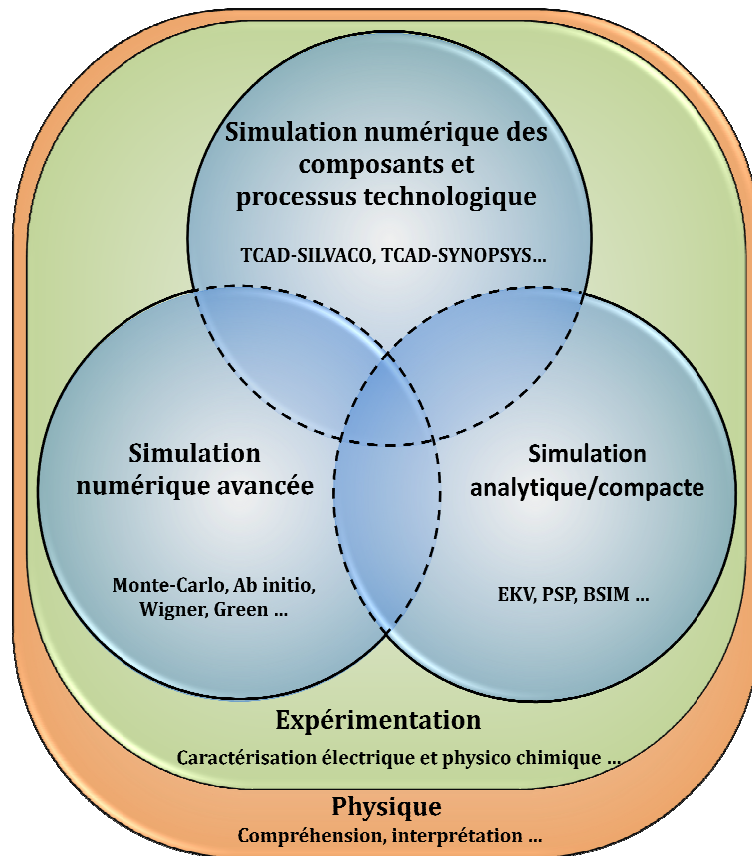 Simulation numérique des
composants et
processus technologique
TCAD-SILVACO, TCAD-SYNOPSYS...
Simulation
numérique avancée
Monte-Carlo, Ab initio,
Wigner, Green ...
Simulation
analytique/compacte
EKV, PSP, BSIM ...
Expérimentation
Caractérisation électrique et physico chimique ...
Physique
Compréhension, interprétation ...